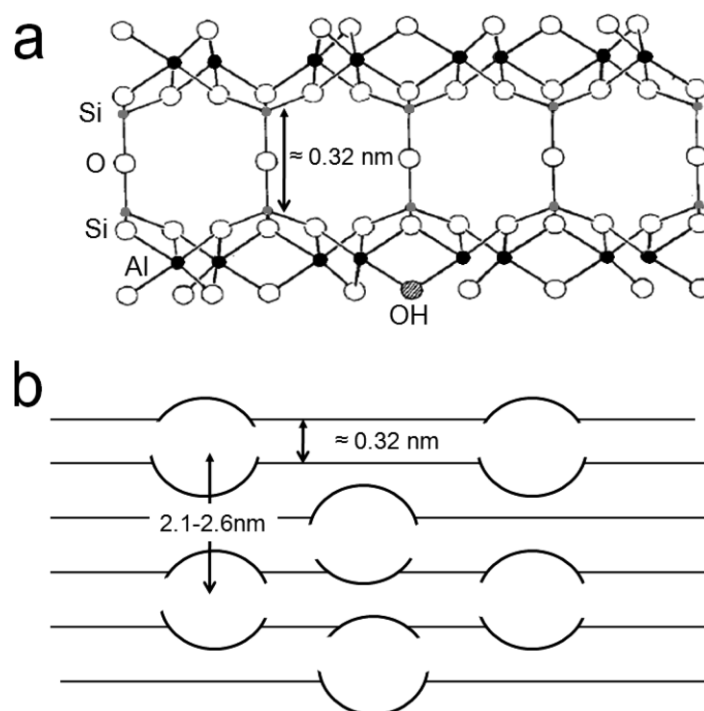 a
Si
≈ 0.32 nm
O
Si
Al
OH
b
≈ 0.32 nm
2.1-2.6nm